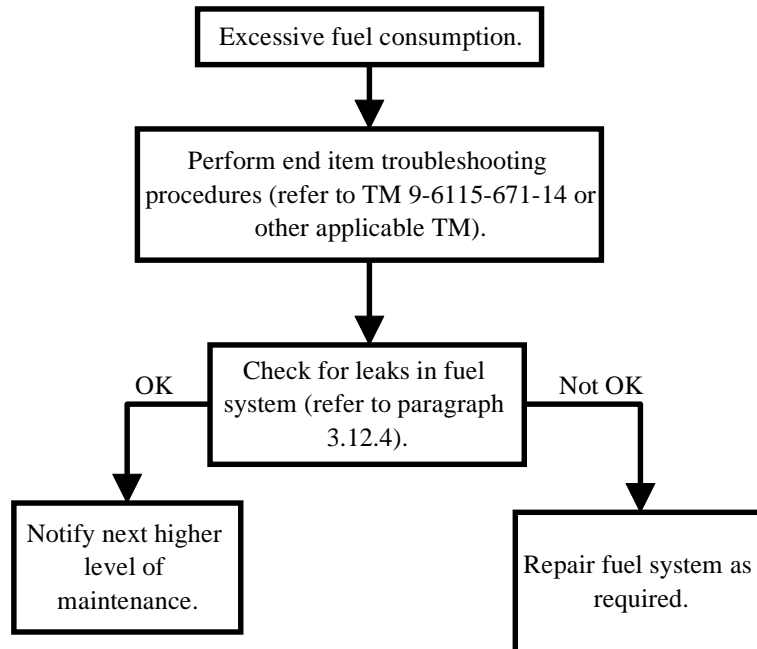 Excessive fuel consumption.
Perform end item troubleshooting
procedures (refer to TM 9-6115-671-14 or
other applicable TM).
Check for leaks in fuel
system (refer to paragraph
3.12.4).
OK
Not OK
Notify next higher
level of
maintenance.
Repair fuel system as
required.